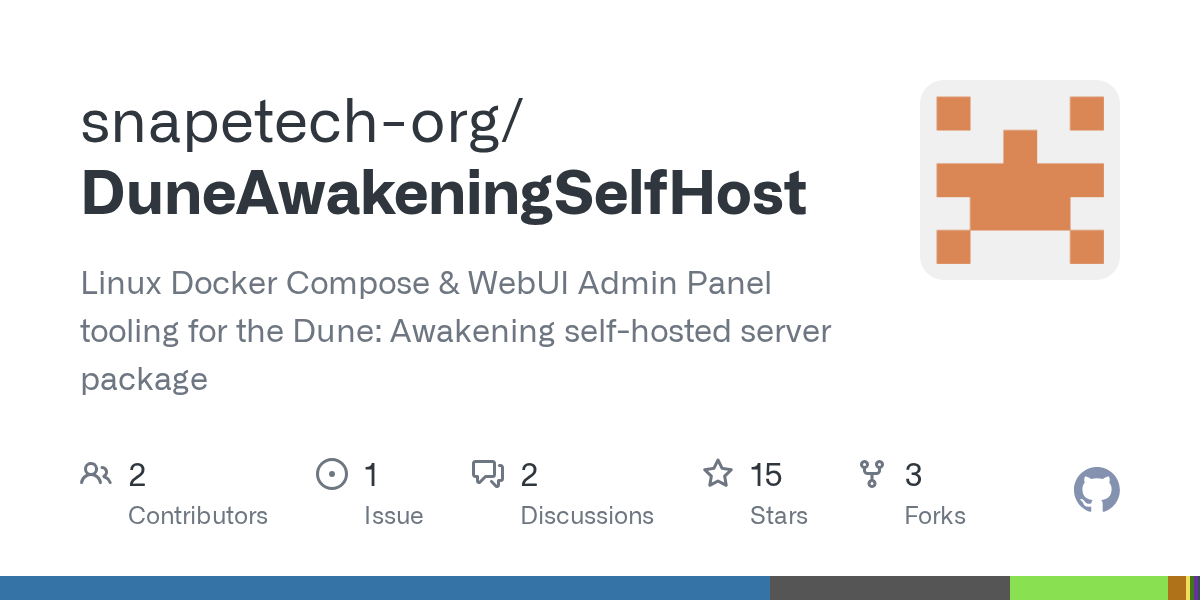 snapetech-org/
DuneAwakeningSelfHost
Linux Docker Compose & WebUI Admin Panel
tooling for the Dune: Awakening self-hosted server
package
2 1 2 15 3
Contributors Issue Discussions Stars Forks